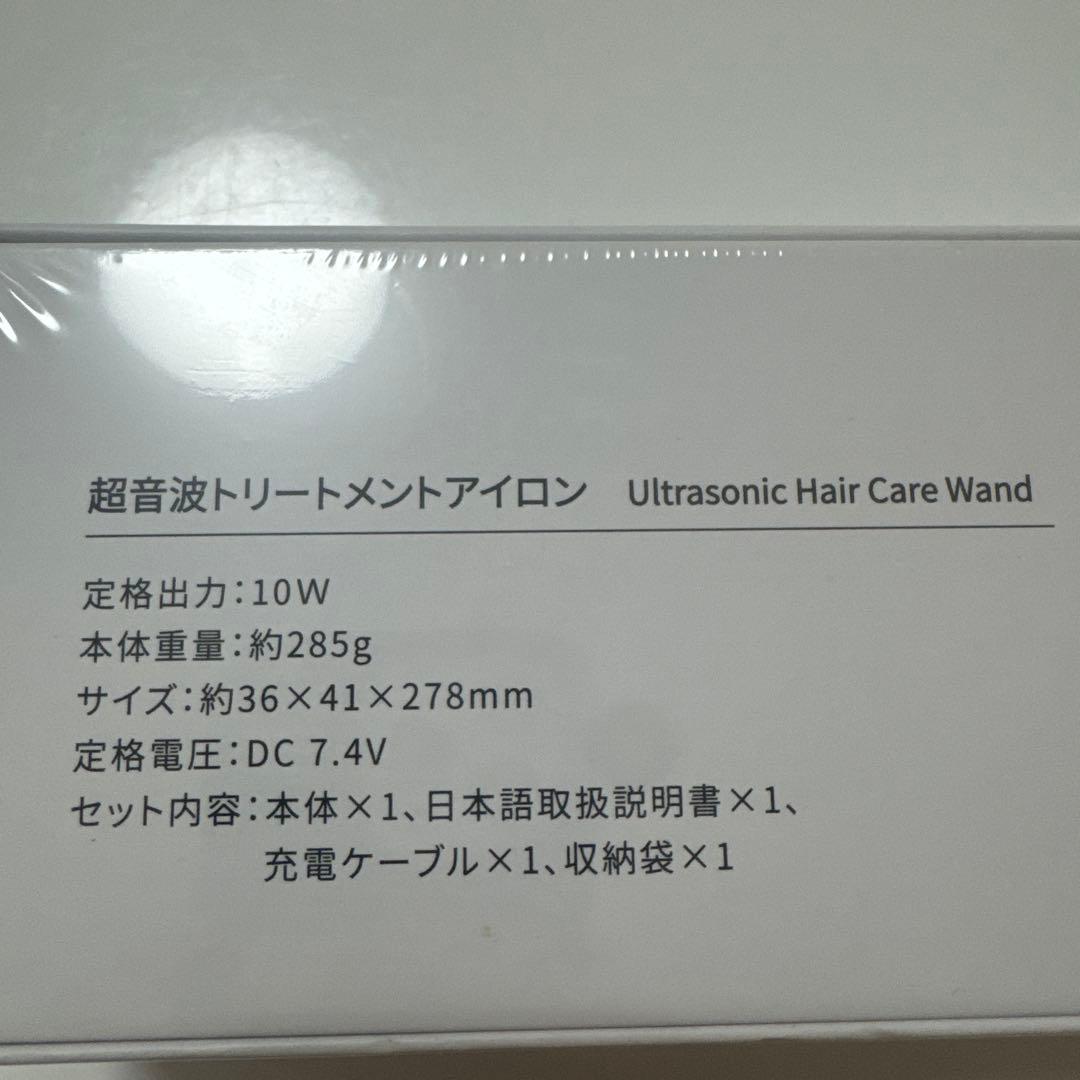 超音波トリートメントアイロン Ultrasonic Hair Care Wand
定格出力:10W
本体重量:約285g
サイズ:約36×41×278mm
定格電圧:DC 7.4V
セット内容:本体×1、日本語取扱説明書×1、
充電ケーブル×1、収納袋×1